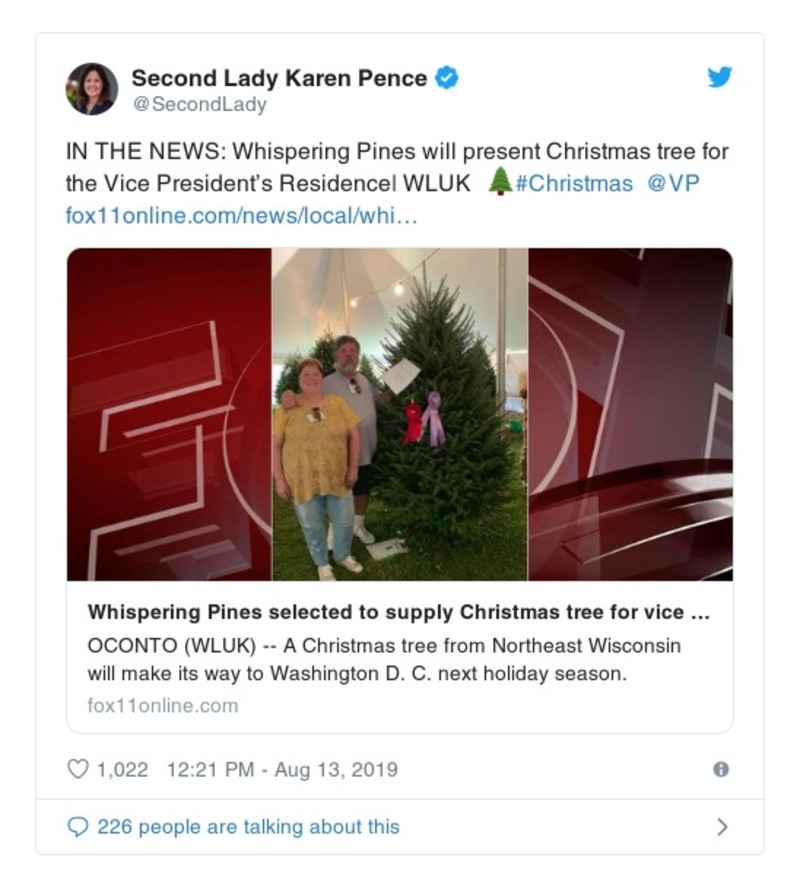 Second Lady Karen Pence
@SecondLady
IN THE NEWS: Whispering Pines will present Christmas tree for
the Vice President’s Residencel WLUK 🌲#Christmas @VP
fox11online.com/news/local/whi…
Whispering Pines selected to supply Christmas tree for vice ...
OCONTO (WLUK) -- A Christmas tree from Northeast Wisconsin
will make its way to Washington D. C. next holiday season.
fox11online.com
1,022 12:21 PM - Aug 13, 2019
226 people are talking about this